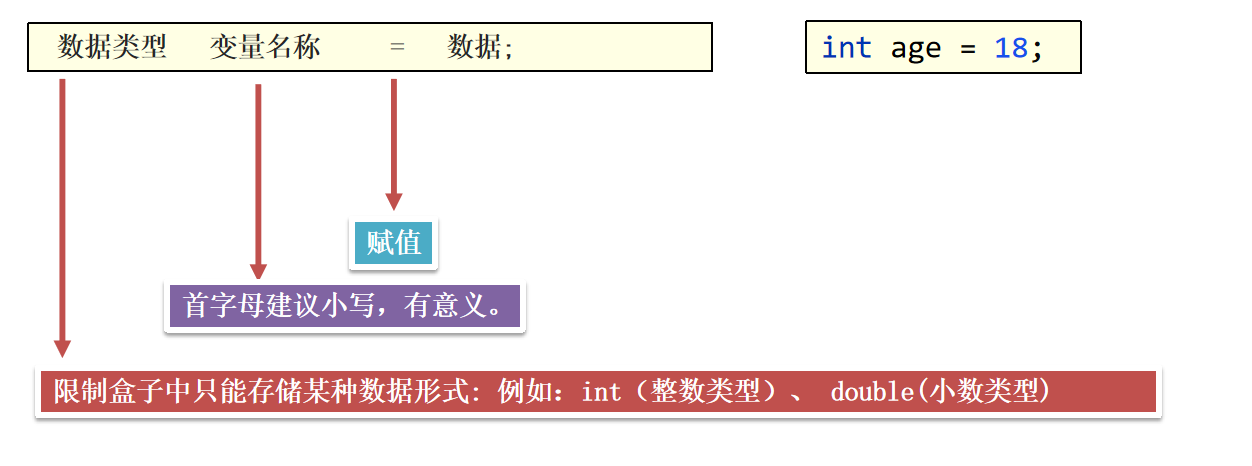 数据类型 变量名称 = 数据;
int age = 18;
赋值
首字母建议小写，有意义。
限制盒子中只能存储某种数据形式: 例如：int（整数类型）、 double(小数类型)